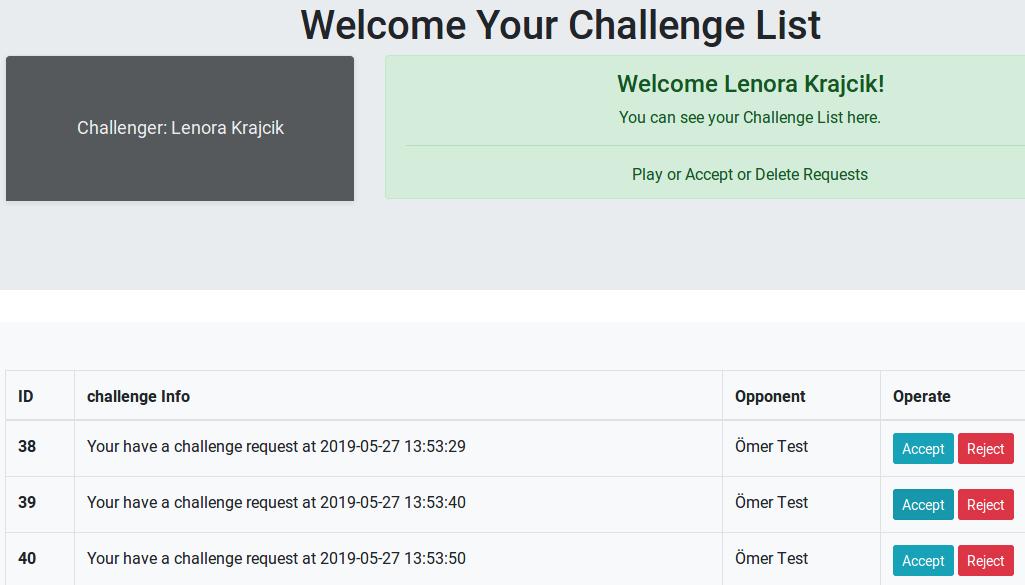 Welcome Your Challenge List
Challenger: Lenora Krajcik
Welcome Lenora Krajcik!
You can see your Challenge List here.
Play or Accept or Delete Requests
ID challenge Info Opponent Operate
38 Your have a challenge request at 2019-05-27 13:53:29 Ömer Test Accept Reject
39 Your have a challenge request at 2019-05-27 13:53:40 Ömer Test Accept Reject
40 Your have a challenge request at 2019-05-27 13:53:50 Ömer Test Accept Reject